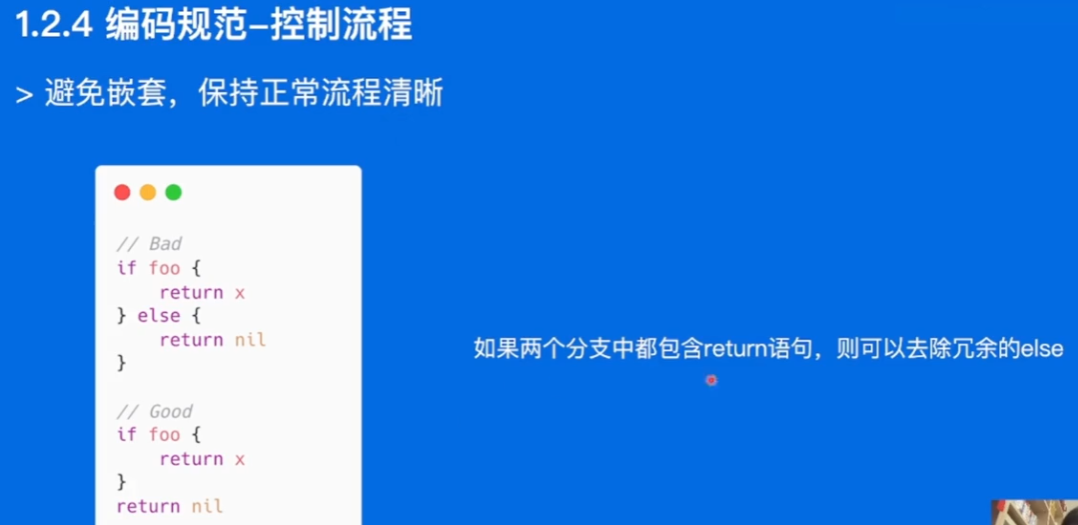 1.2.4 编码规范–控制流程
> 避免嵌套，保持正常流程清晰
// Bad
if foo {
    return x
} else {
    return nil
}
// Good
if foo {
    return x
}
return nil
如果两个分支中都包含return语句，则可以去除冗余的else